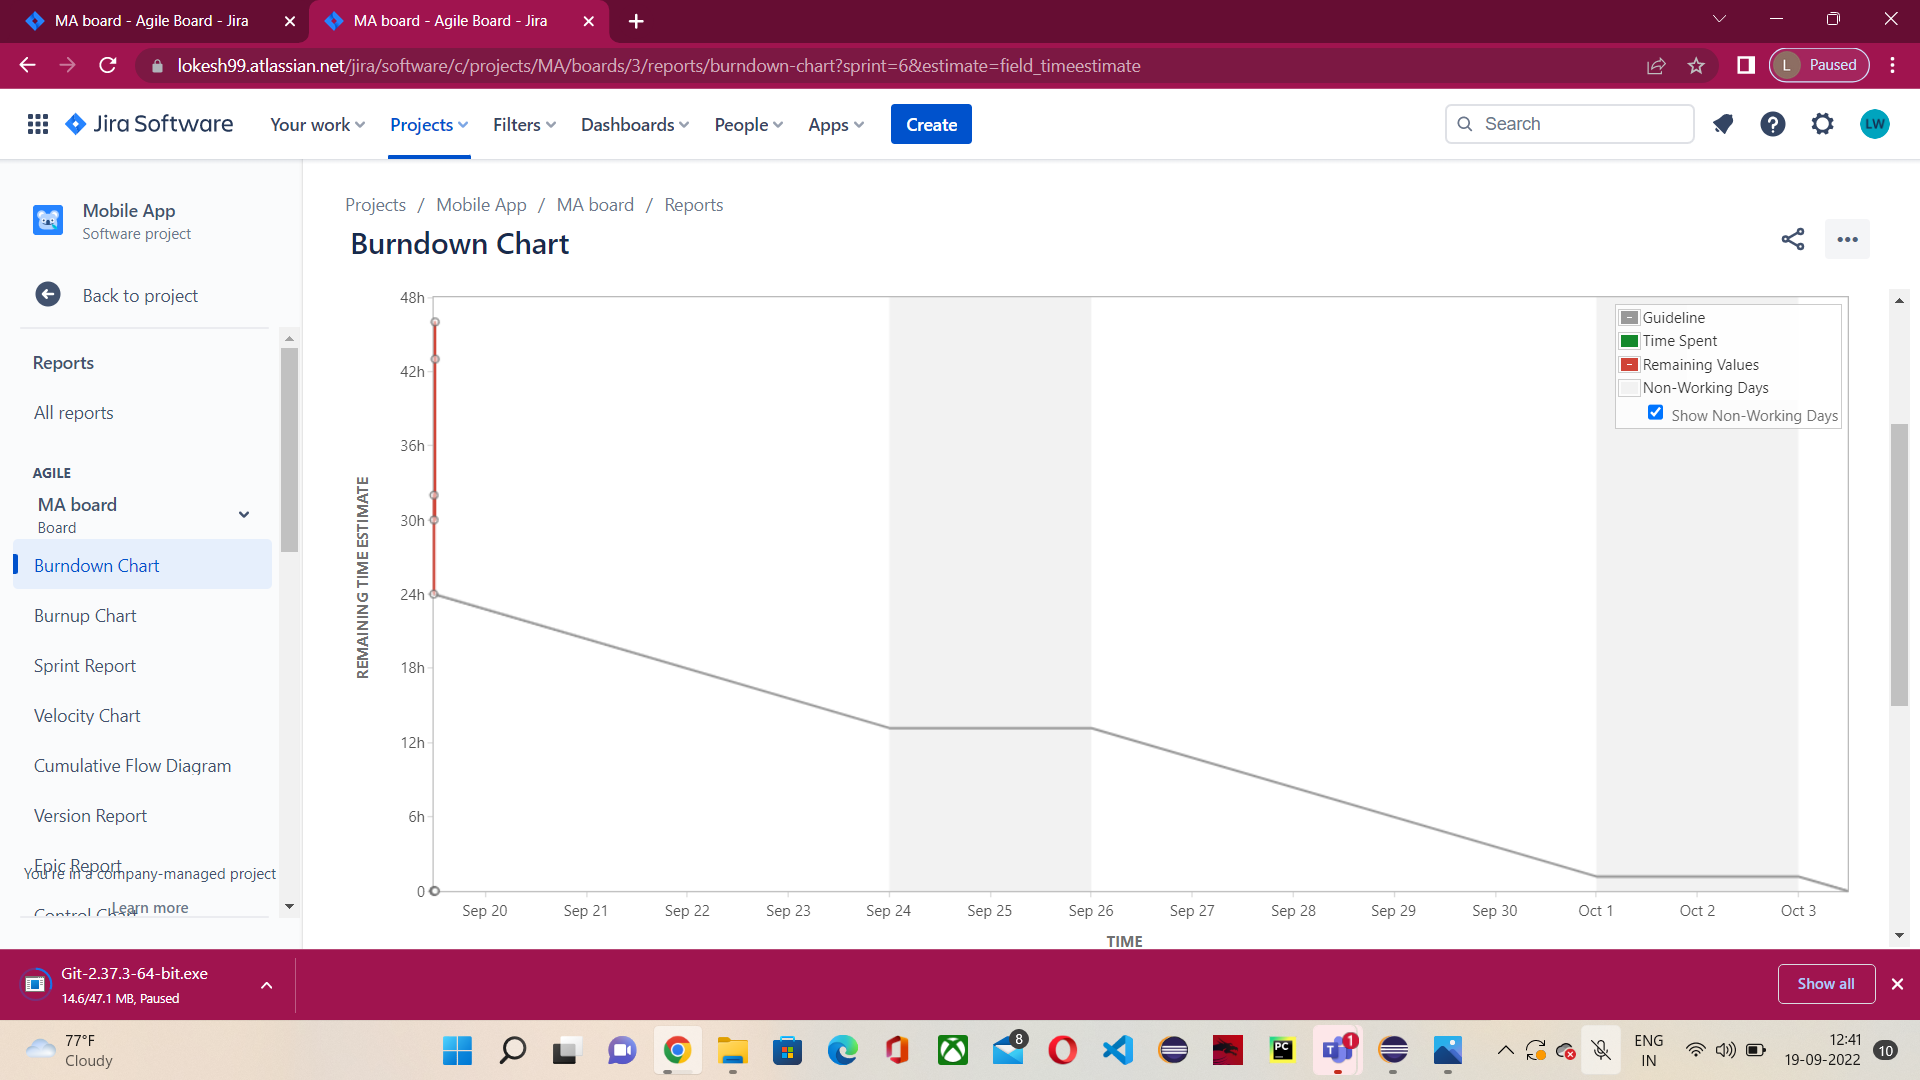 MA board - Agile Board - Jira
MA board - Agile Board - Jira
lokesh99.atlassian.net/jira/software/c/projects/MA/boards/3/reports/burndown-chart?sprint=6&estimate=field_timeestimate
L Paused
Jira Software
Your work
Projects
Filters
Dashboards
People
Apps
Create
Search
LW
Mobile App
Software project
Back to project
Reports
All reports
AGILE
MA board
Board
Burndown Chart
Burnup Chart
Sprint Report
Velocity Chart
Cumulative Flow Diagram
Version Report
Epic Report
You're in a company-managed project
Control Chart
Learn more
Projects / Mobile App / MA board / Reports
Burndown Chart
REMAINING TIME ESTIMATE
48h
42h
36h
30h
24h
18h
12h
6h
0
Guideline
Time Spent
Remaining Values
Non-Working Days
Show Non-Working Days
Sep 20 Sep 21 Sep 22 Sep 23 Sep 24 Sep 25 Sep 26 Sep 27 Sep 28 Sep 29 Sep 30 Oct 1 Oct 2 Oct 3
TIME
Git-2.37.3-64-bit.exe
14.6/47.1 MB, Paused
Show all
77°F
Cloudy
8
PC
1
ENG
IN
12:41
19-09-2022
10